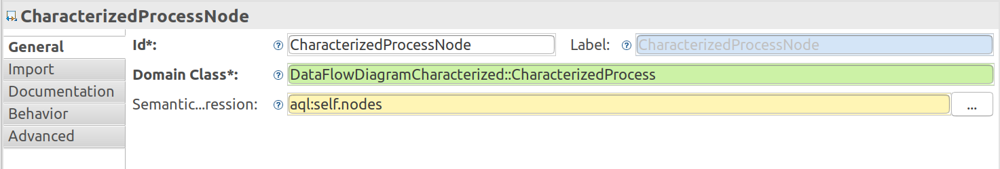 CharacterizedProcessNode
General
Import
Documentation
Behavior
Advanced
Id*: CharacterizedProcessNode Label: CharacterizedProcessNode
Domain Class*: DataFlowDiagramCharacterized::CharacterizedProcess
Semantic...ression: aql:self.nodes ...